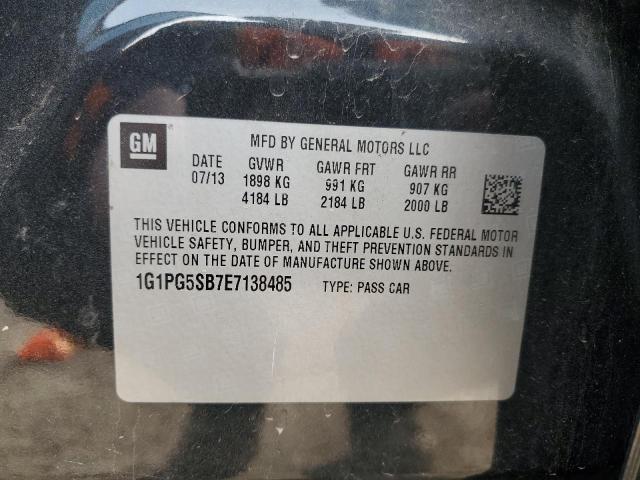 GM
MFD BY GENERAL MOTORS LLC
DATE GVWR GAWR FRT GAWR RR
07/13 1898 KG 991 KG 907 KG
4184 LB 2184 LB 2000 LB
THIS VEHICLE CONFORMS TO ALL APPLICABLE U.S. FEDERAL MOTOR
VEHICLE SAFETY, BUMPER, AND THEFT PREVENTION STANDARDS IN
EFFECT ON THE DATE OF MANUFACTURE SHOWN ABOVE.
1G1PG5SB7E7138485 TYPE: PASS CAR